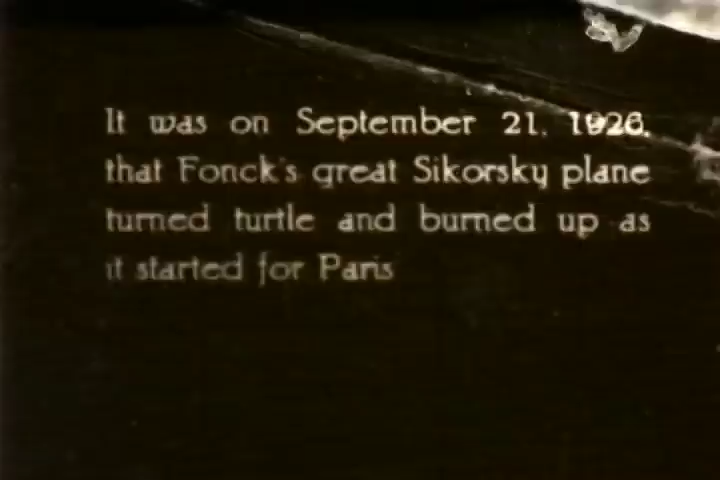 It was on September 21, 1926,
that Fonck's great Sikorsky plane
turned turtle and burned up as
it started for Paris